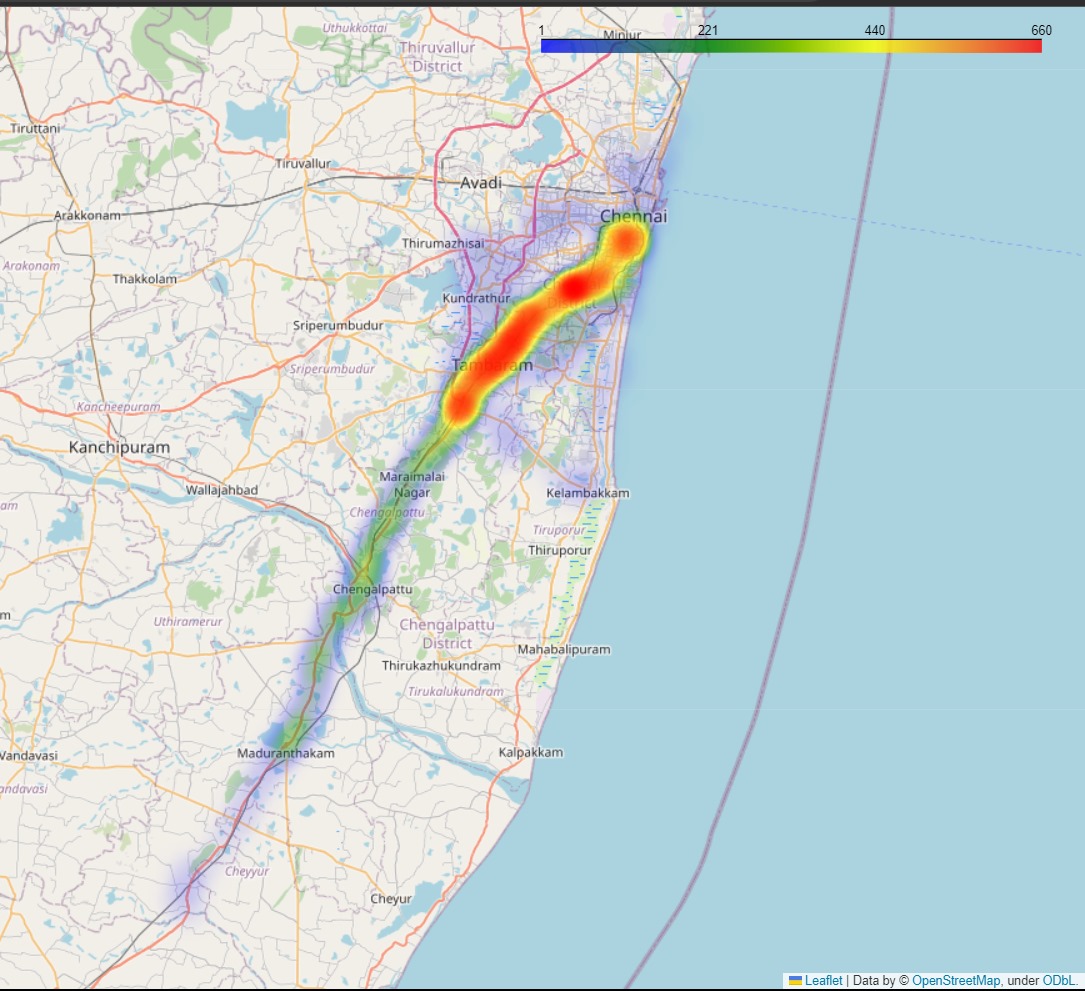 Uthukkottai
Minjur
1
221
440
660
Thiruvallur
District
Tiruttani
Tiruvallur
Avadi
Arakkonam
Chennai
Thirumazhisai
Arakonam
Thakkolam
Kundrathur
District
Sriperumbudur
Sriperumbudur
Tambaram
Kancheepuram
Kanchipuram
Maraimalai
Nagar
Wallajahbad
Kelambakkam
am
Chengalpattu
Tiruporur
Thiruporur
Chengalpattu
m
Uthiramerur
Chengalpattu
District
Mahabalipuram
Thirukazhukundram
Tirukalukundram
Vandavasi
Maduranthakam
Kalpakkam
andavasi
Cheyyur
Cheyur
Leaflet | Data by © OpenStreetMap, under ODbL.